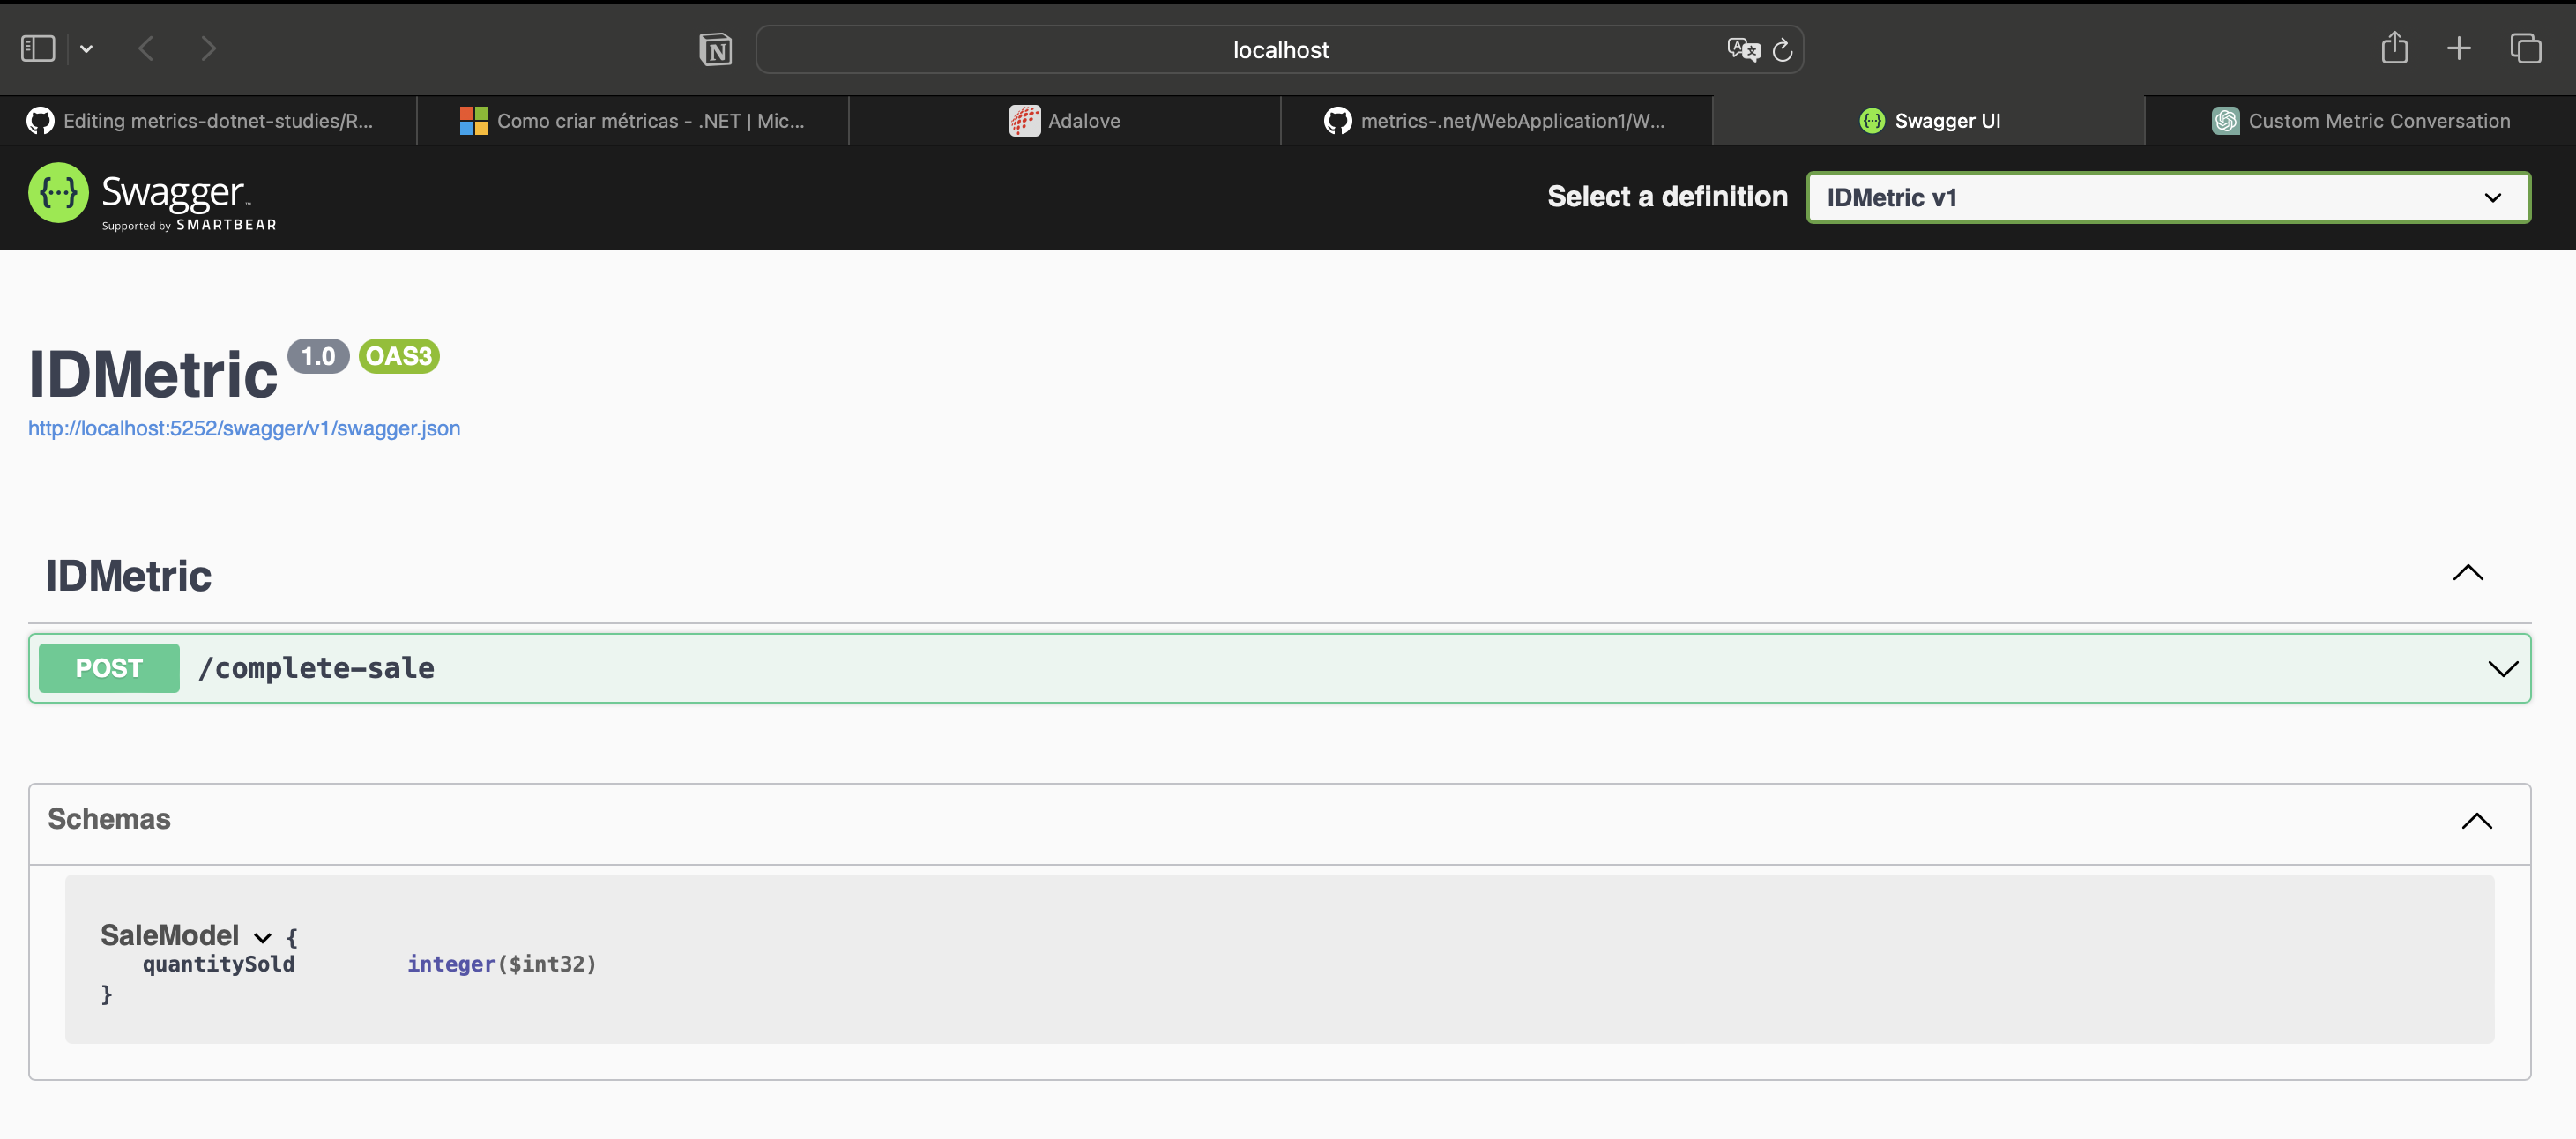 localhost
Editing metrics-dotnet-studies/R...
Como criar métricas - .NET | Mic...
Adalove
metrics-.net/WebApplication1/W...
Swagger UI
Custom Metric Conversation
{···} Swagger™
Supported by SMARTBEAR
Select a definition
IDMetric v1
IDMetric 1.0 OAS3
http://localhost:5252/swagger/v1/swagger.json
IDMetric
POST /complete-sale
Schemas
SaleModel {
quantitySold integer($int32)
}